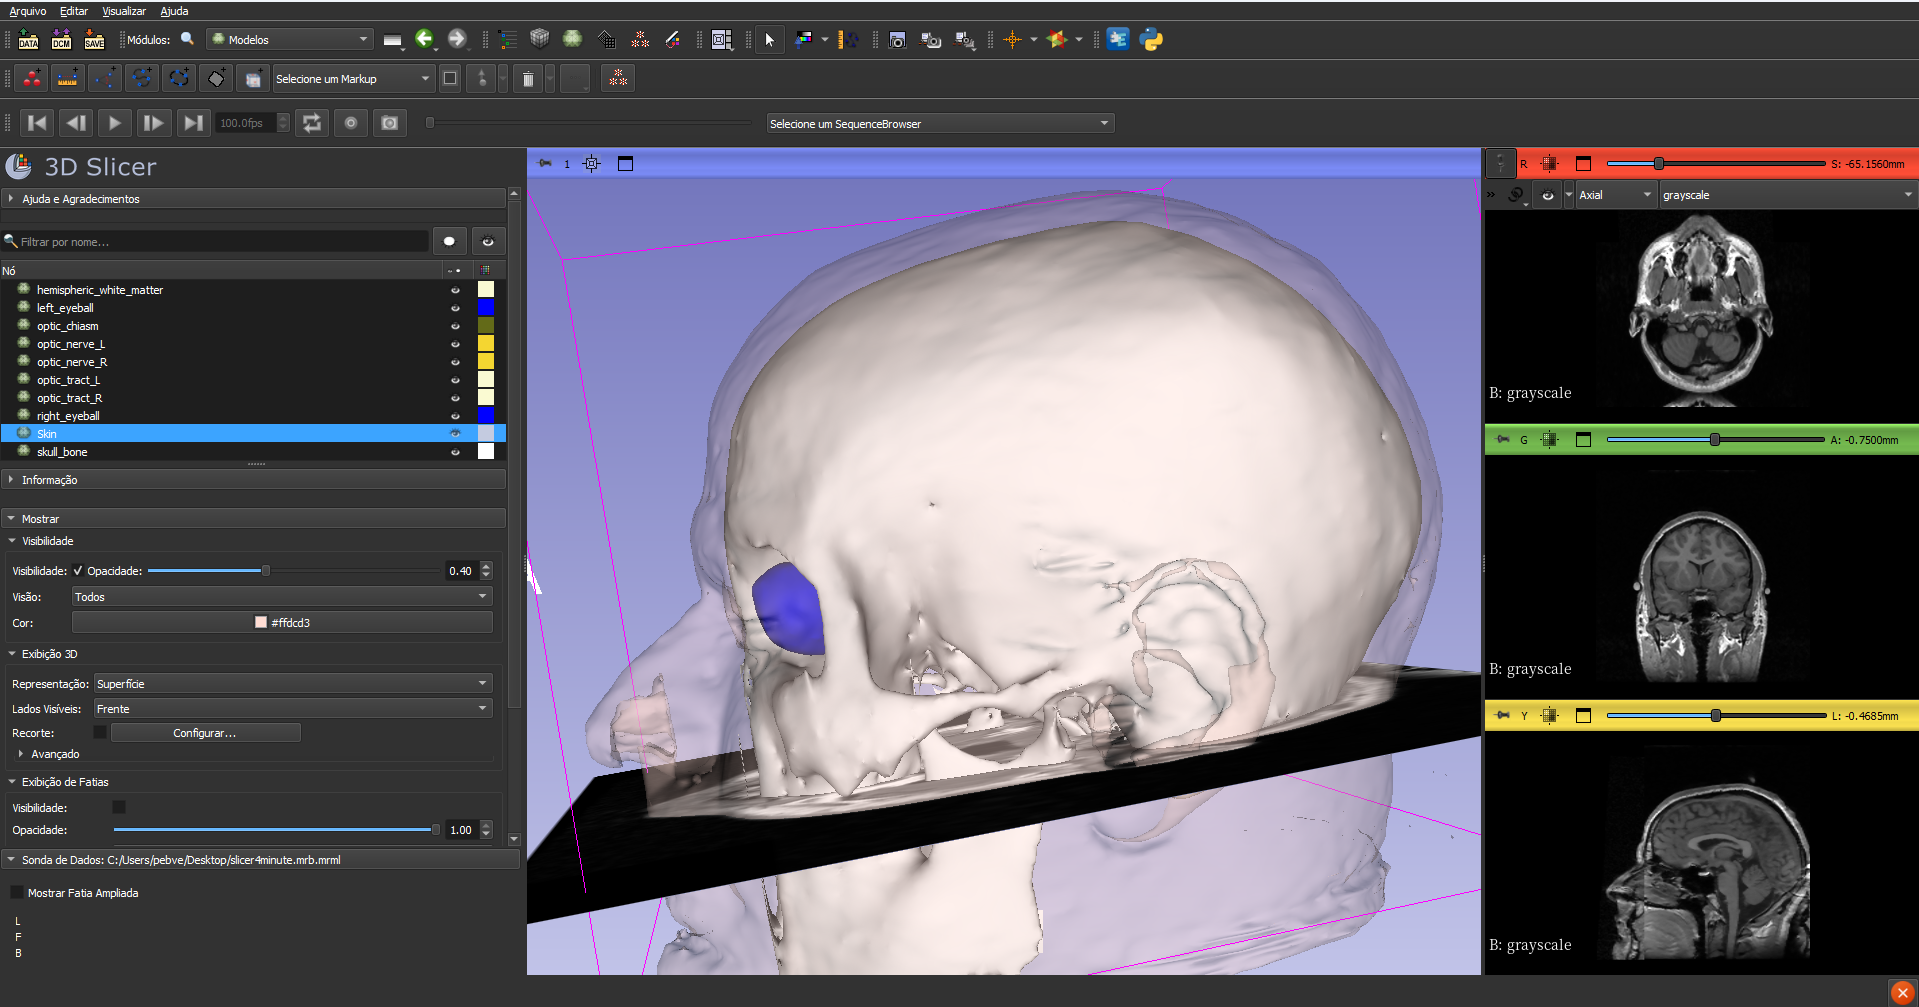 Arquivo Editar Visualizar Ajuda
DATA DCM SAVE Módulos: Modelos
Selecione um Markup
100.0fps Selecione um SequenceBrowser
3D Slicer
Ajuda e Agradecimentos
Filtrar por nome...
Nó
hemispheric_white_matter
left_eyeball
optic_chiasm
optic_nerve_L
optic_nerve_R
optic_tract_L
optic_tract_R
right_eyeball
Skin
skull_bone
Informação
Mostrar
Visibilidade
Visibilidade: Opacidade: 0.40
Visão: Todos
Cor: #ffdcd3
Exibição 3D
Representação: Superfície
Lados Visíveis: Frente
Recorte: Configurar...
Avançado
Exibição de Fatias
Visibilidade:
Opacidade: 1.00
Sonda de Dados: C:/Users/pebve/Desktop/slicer4minute.mrb.mrml
Mostrar Fatia Ampliada
L
F
B
1
R S: -65.1560mm
Axial grayscale
B: grayscale
G A: -0.7500mm
B: grayscale
Y L: -0.4685mm
B: grayscale